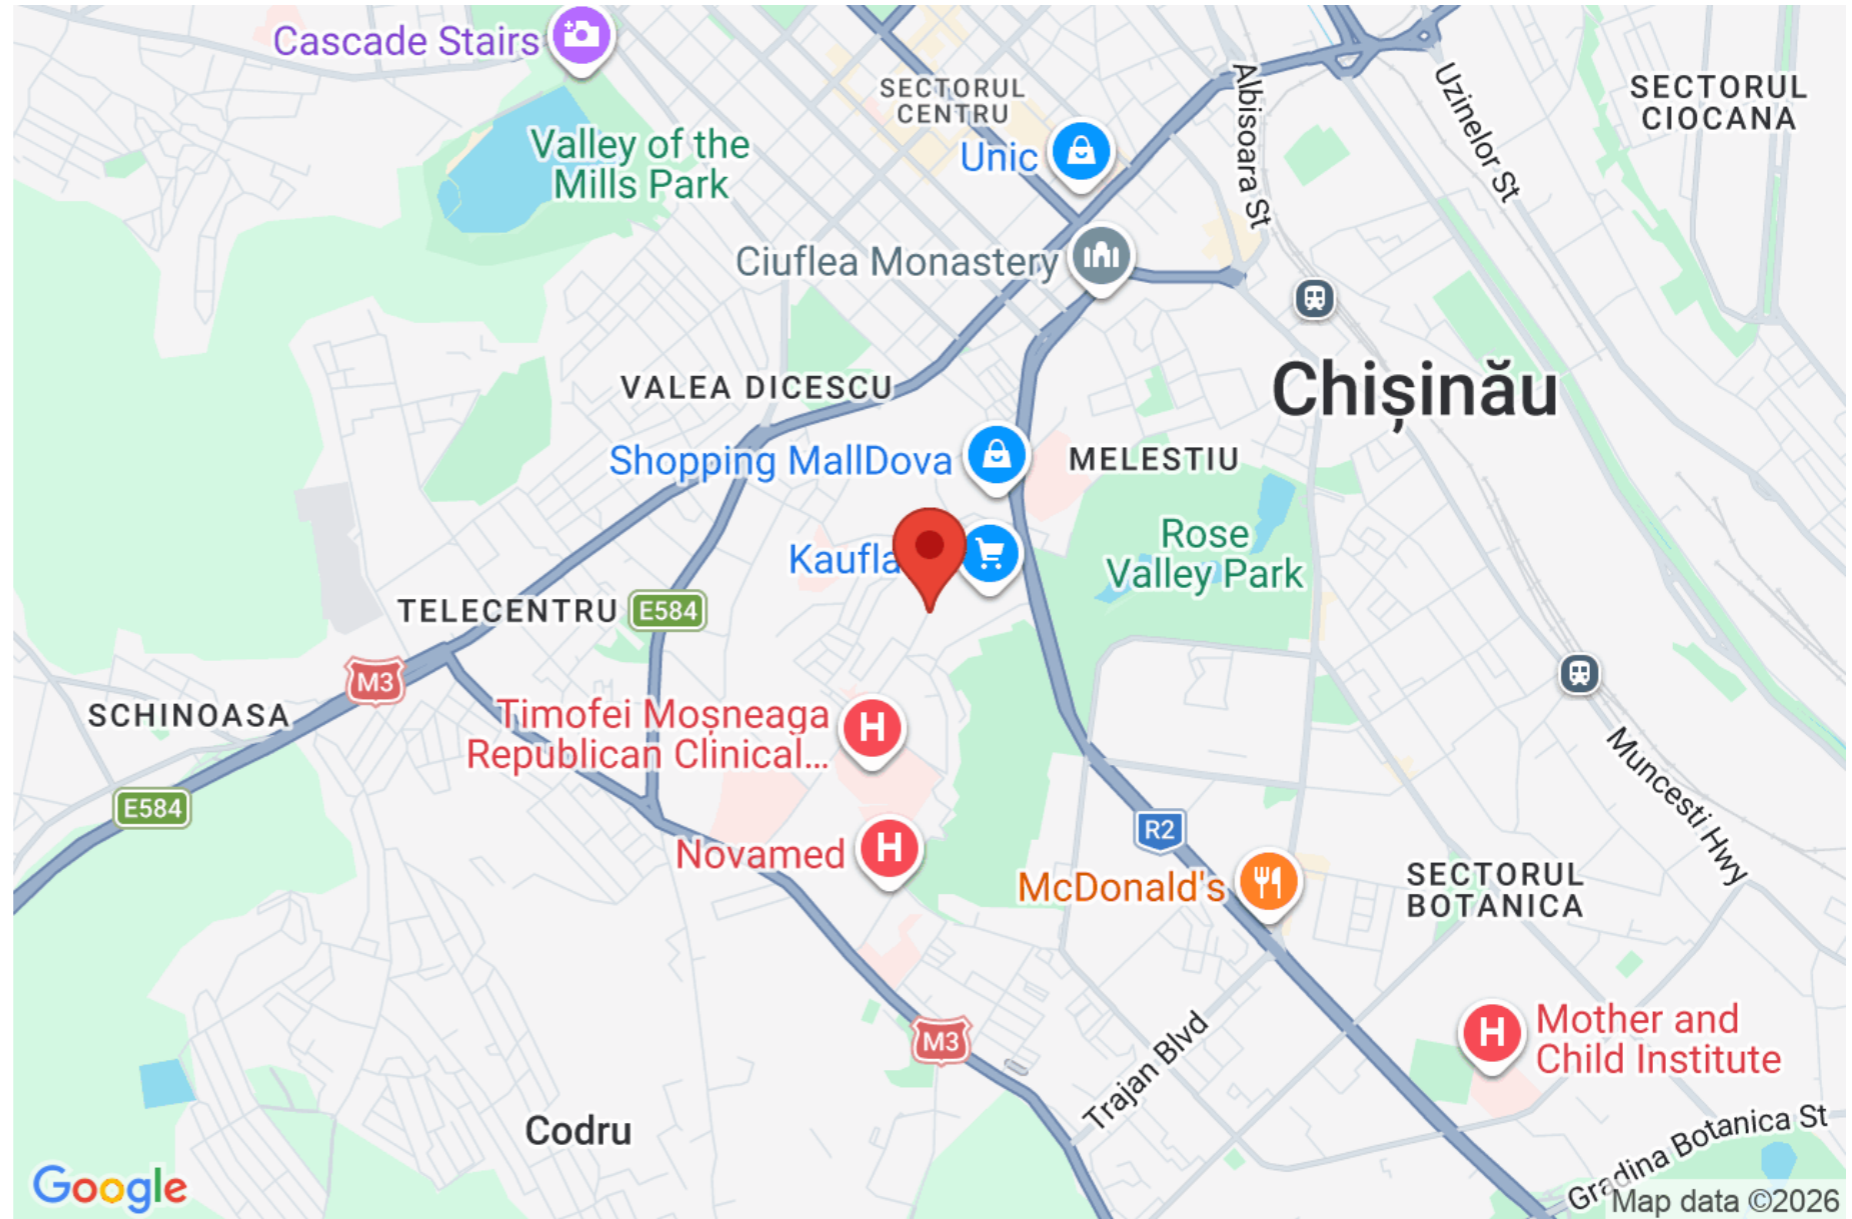 Cascade Stairs
SECTORUL
CENTRU
SECTORUL
CIOCANA
Albisoara St
Uzinelor St
Valley of the
Mills Park
Unic
Ciuflea Monastery
Chișinău
VALEA DICESCU
Shopping MallDova
MELESTIU
Kaufla
Rose
Valley Park
TELECENTRU
E584
M3
SCHINOASA
Timofei Moșneaga
Republican Clinical...
H
E584
R2
Muncesti Hwy
Novamed
H
McDonald's
SECTORUL
BOTANICA
M3
Trajan Blvd
H
Mother and
Child Institute
Codru
Gradina Botanica St
Google
Map data ©2026